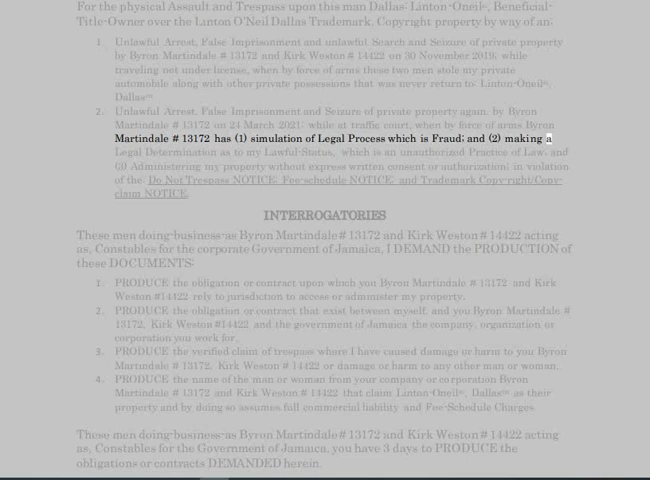 For the physical Assault and Trespass upon this man Dallas: Linton-Oneil©, Beneficial-
Title-Owner over the Linton O'Neil Dallas Trademark. Copyright property by way of an:
1. Unlawful Arrest, False Imprisonment and unlawful Search and Seizure of private property
by Byron Martindale # 13172 and Kirk Weston # 14422 on 30 November 2019, while
traveling not under license, when by force of arms these two men stole my private
automobile along with other private possessions that was never return to: Linton-Oneil©,
Dallas©
2. Unlawful Arrest, False Imprisonment and Seizure of private property again, by Byron
Martindale # 13172 on 24 March 2021; while at traffic court, when by force of arms Byron
Martindale # 13172 has (1) simulation of Legal Process which is Fraud; and (2) making a
Legal Determination as to my Lawful-Status, which is an unauthorized Practice of Law; and
(3) Administering my property without express written consent or authorization; in violation
of the: Do Not Trespass NOTICE; Fee-schedule NOTICE; and Trademark Copy-right/Copy-
claim NOTICE.
INTERROGATORIES
These men doing-business-as Byron Martindale # 13172 and Kirk Weston # 14422 acting
as, Constables for the corporate Government of Jamaica, I DEMAND the PRODUCTION of
these DOCUMENTS:
1. PRODUCE the obligation or contract upon which you Byron Martindale # 13172 and Kirk
Weston #14422 rely to jurisdiction to access or administer my property.
2. PRODUCE the obligation or contract that exist between myself, and you Byron Martindale #
13172, Kirk Weston #14422 and the government of Jamaica the company, organization or
corporation you work for.
3. PRODUCE the verified claim of trespass where I have caused damage or harm to you Byron
Martindale # 13172, Kirk Weston # 14422 or damage or harm to any other man or woman.
4. PRODUCE the name of the man or woman from your company or corporation Byron
Martindale # 13172 and Kirk Weston # 14422 that claim Linton-Oneil©, Dallas© as their
property and by doing so assumes full commercial liability and Fee-Schedule Charges
These men doing-business-as Byron Martindale # 13172 and Kirk Weston # 14422 acting
as, Constables for the Government of Jamaica, you have 3 days to PRODUCE the
obligations or contracts DEMANDED herein.